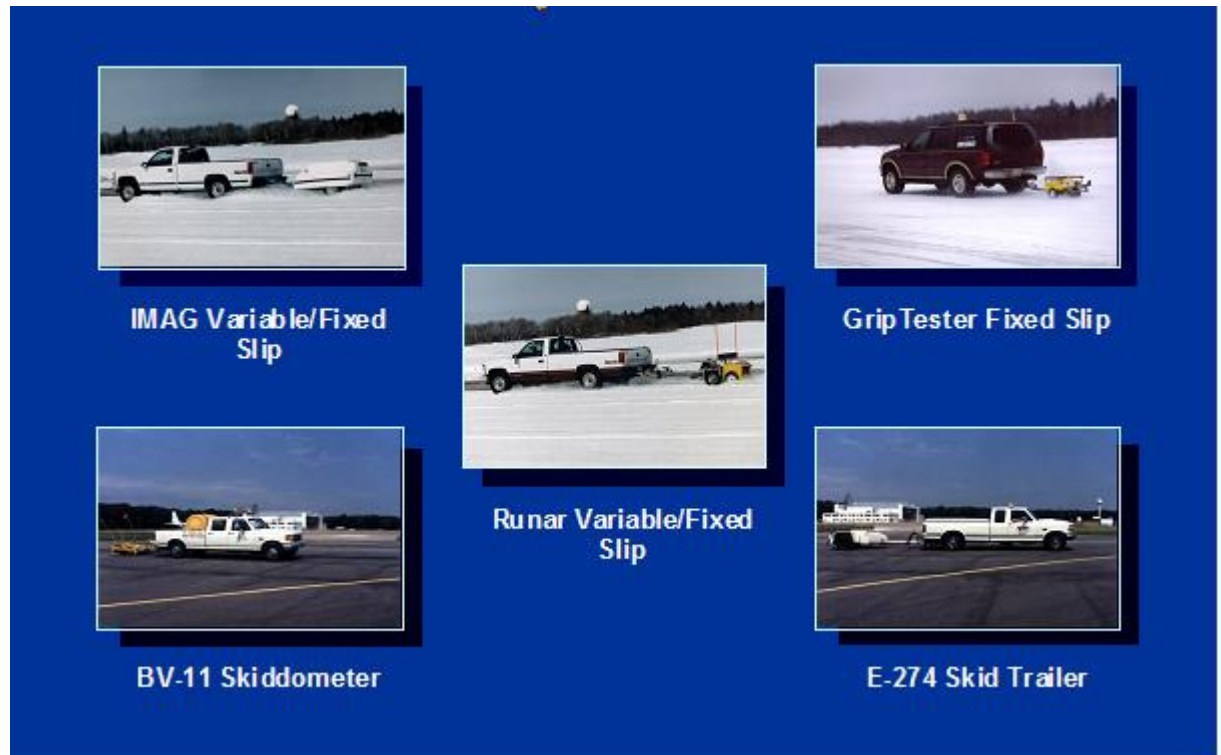 IMAG Variable/Fixed
Slip
GripTester Fixed Slip
Runar Variable/Fixed
Slip
BV-11 Skiddometer
E-274 Skid Trailer